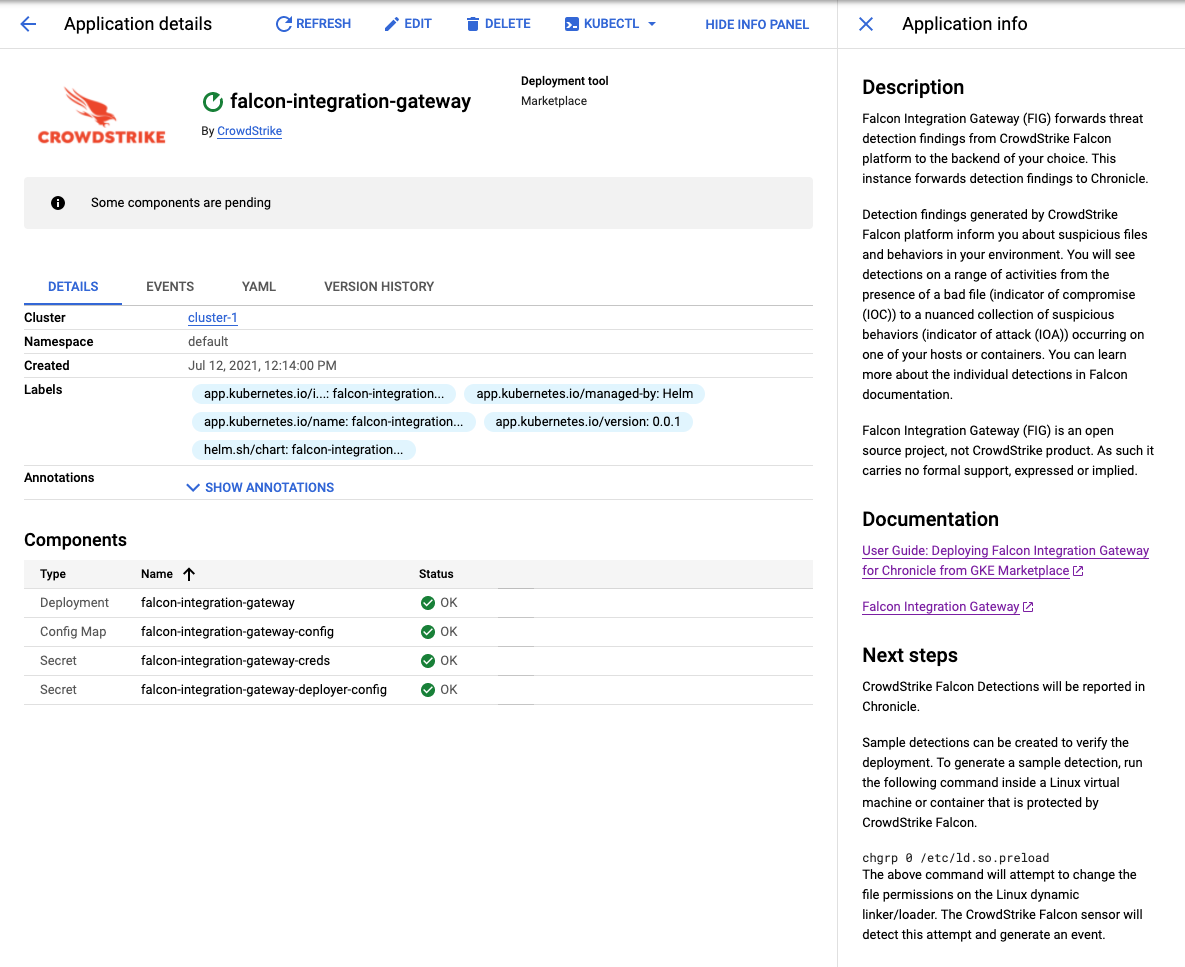 Application details
REFRESH
EDIT
DELETE
KUBECTL
HIDE INFO PANEL
CROWDSTRIKE
falcon-integration-gateway
By CrowdStrike
Deployment tool
Marketplace
Some components are pending
DETAILS
EVENTS
YAML
VERSION HISTORY
Cluster cluster-1
Namespace default
Created Jul 12, 2021, 12:14:00 PM
Labels app.kubernetes.io/i...: falcon-integration... app.kubernetes.io/managed-by: Helm
app.kubernetes.io/name: falcon-integration... app.kubernetes.io/version: 0.0.1
helm.sh/chart: falcon-integration...
Annotations SHOW ANNOTATIONS
Components
Type Name Status
Deployment falcon-integration-gateway OK
Config Map falcon-integration-gateway-config OK
Secret falcon-integration-gateway-creds OK
Secret falcon-integration-gateway-deployer-config OK
Application info
Description
Falcon Integration Gateway (FIG) forwards threat
detection findings from CrowdStrike Falcon
platform to the backend of your choice. This
instance forwards detection findings to Chronicle.
Detection findings generated by CrowdStrike
Falcon platform inform you about suspicious files
and behaviors in your environment. You will see
detections on a range of activities from the
presence of a bad file (indicator of compromise
(IOC)) to a nuanced collection of suspicious
behaviors (indicator of attack (IOA)) occurring on
one of your hosts or containers. You can learn
more about the individual detections in Falcon
documentation.
Falcon Integration Gateway (FIG) is an open
source project, not CrowdStrike product. As such it
carries no formal support, expressed or implied.
Documentation
User Guide: Deploying Falcon Integration Gateway
for Chronicle from GKE Marketplace
Falcon Integration Gateway
Next steps
CrowdStrike Falcon Detections will be reported in
Chronicle.
Sample detections can be created to verify the
deployment. To generate a sample detection, run
the following command inside a Linux virtual
machine or container that is protected by
CrowdStrike Falcon.
chgrp 0 /etc/ld.so.preload
The above command will attempt to change the
file permissions on the Linux dynamic
linker/loader. The CrowdStrike Falcon sensor will
detect this attempt and generate an event.